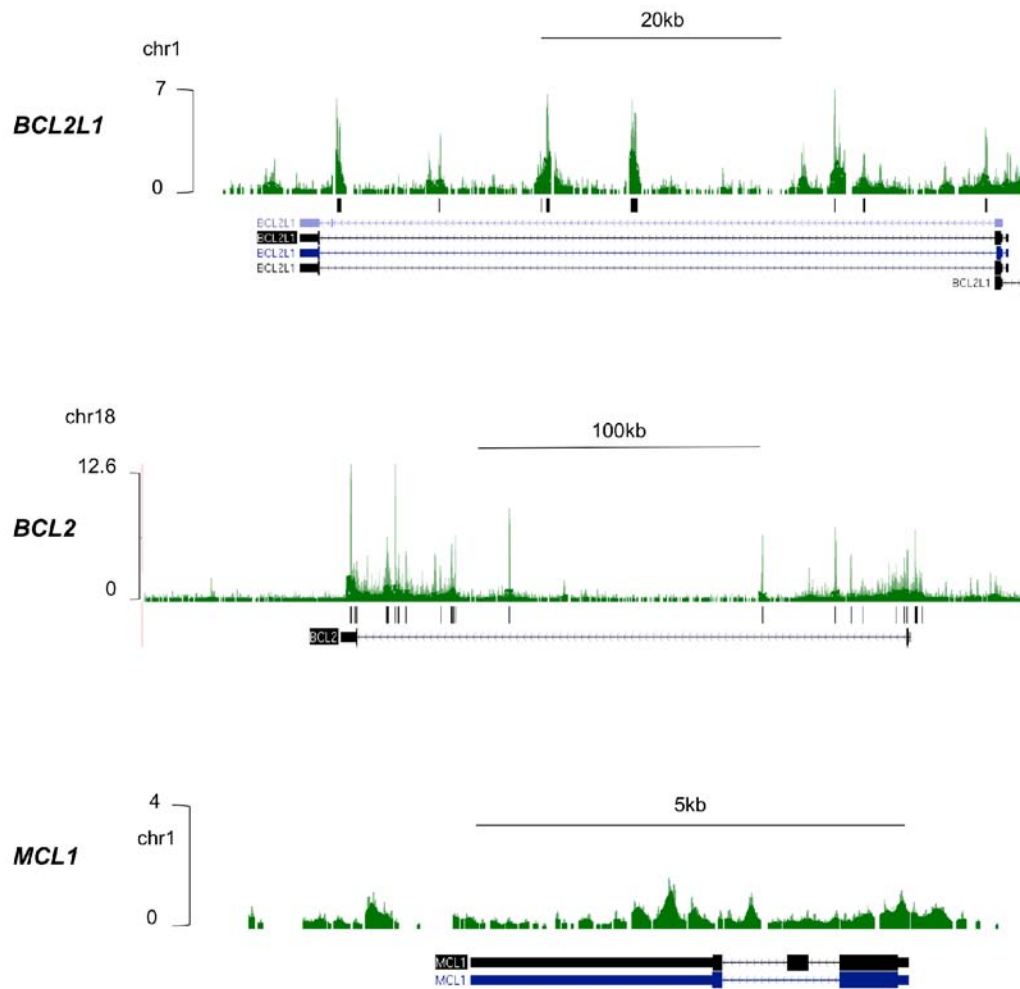 20kb
chr1
7
BCL2L1
0
BCL2L1
BCL2L1
BCL2L1
BCL2L1
BCL2L1
chr18
100kb
12.6
BCL2
0
BCL2
4
5kb
chr1
MCL1
0
MCL1
MCL1